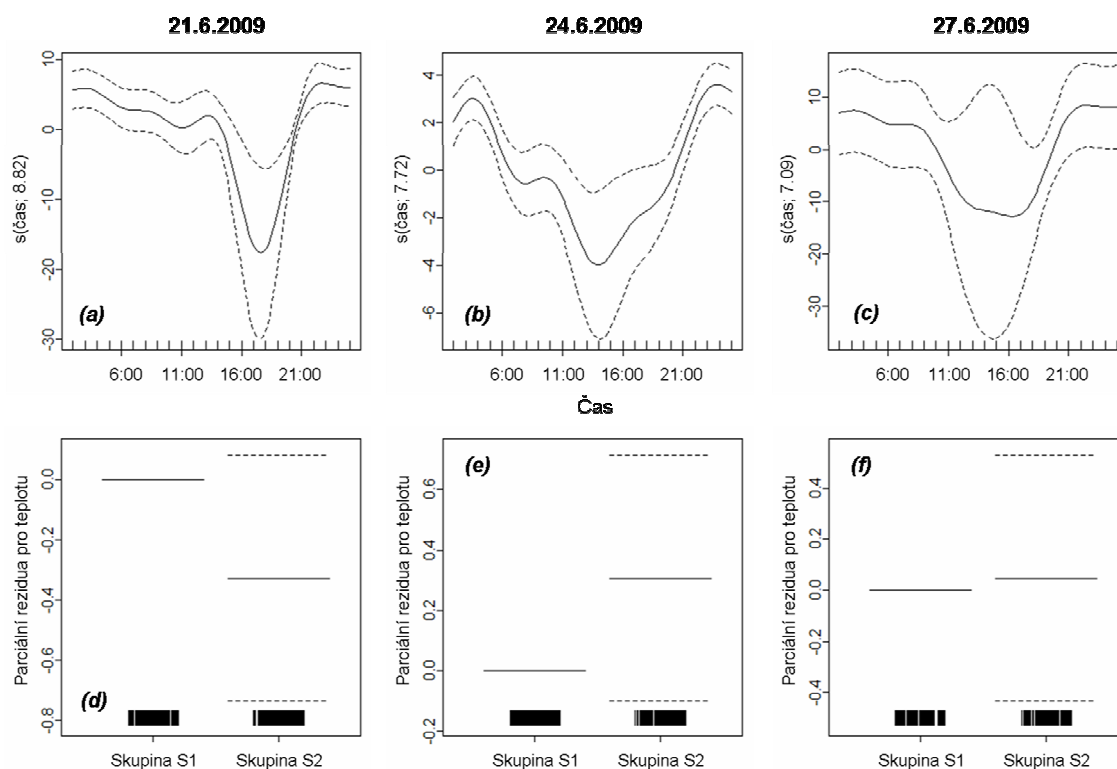 21.6.2009
24.6.2009
27.6.2009
s(čas; 8.82)
10
0
-10
-20
-30
(a)
6:00 11:00 16:00 21:00
s(čas; 7.72)
4
2
0
-2
-4
-6
(b)
6:00 11:00 16:00 21:00
s(čas; 7.09)
10
0
-10
-20
-30
(c)
6:00 11:00 16:00 21:00
Čas
Parciální rezidua pro teplotu
0.0
-0.2
-0.4
-0.6
-0.8
(d)
Skupina S1 Skupina S2
Parciální rezidua pro teplotu
0.6
0.4
0.2
0.0
-0.2
(e)
Skupina S1 Skupina S2
Parciální rezidua pro teplotu
0.4
0.2
0.0
-0.2
-0.4
(f)
Skupina S1 Skupina S2